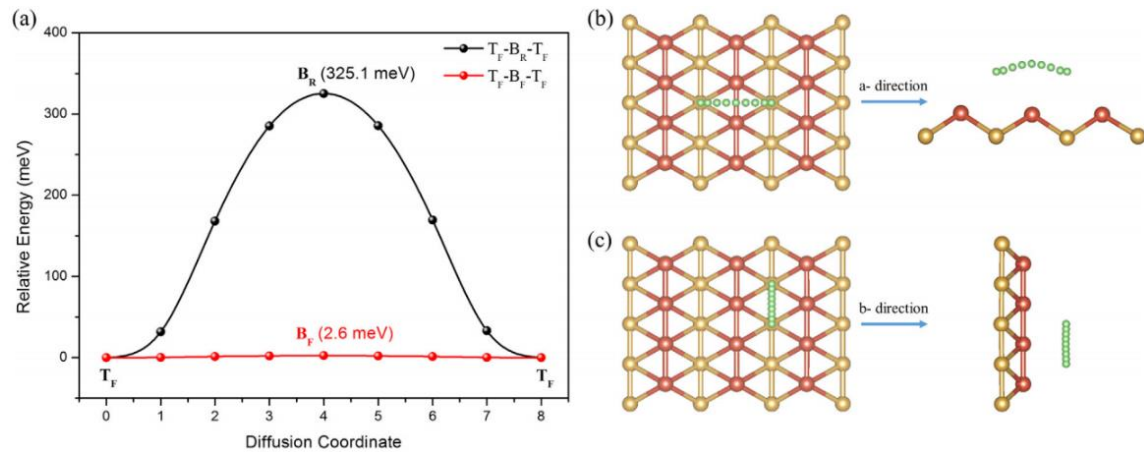 (a)
400
300
200
100
0
Relative Energy (meV)
T_F-B_R-T_F
T_F-B_F-T_F
B_R (325.1 meV)
B_F (2.6 meV)
T_F
T_F
0 1 2 3 4 5 6 7 8
Diffusion Coordinate
(b)
a- direction
(c)
b- direction